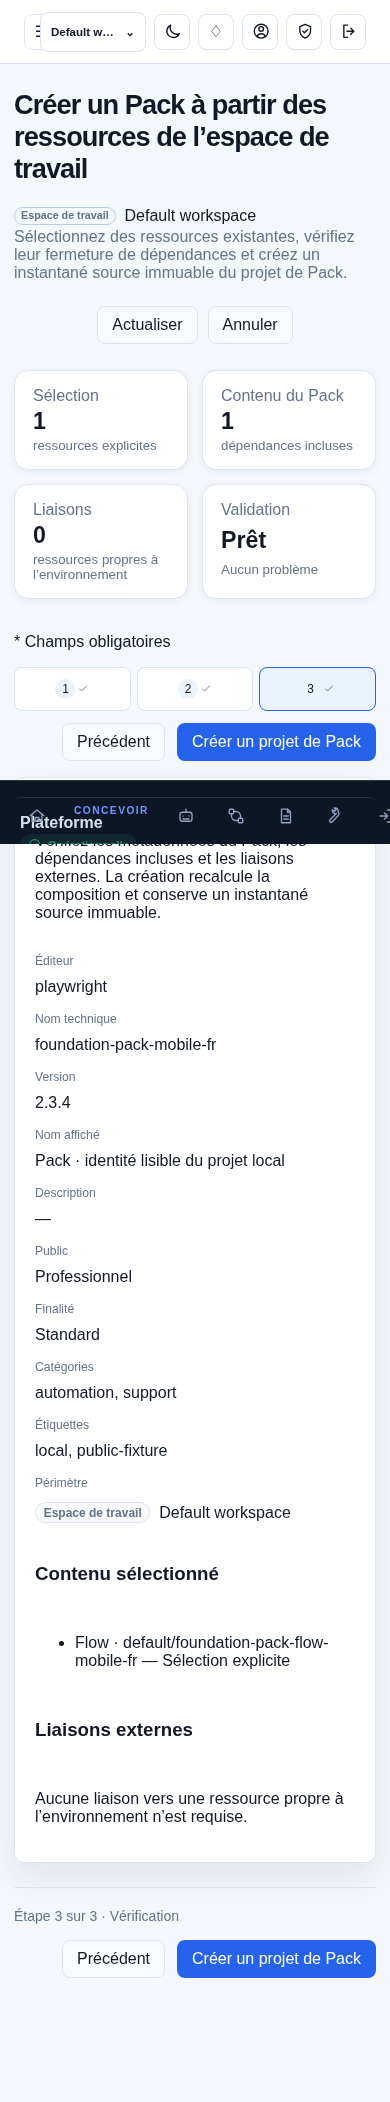 Default w… ⌄
Créer un Pack à partir des
ressources de l’espace de
travail
Espace de travail Default workspace
Sélectionnez des ressources existantes, vérifiez
leur fermeture de dépendances et créez un
instantané source immuable du projet de Pack.
Actualiser Annuler
Sélection
1
ressources explicites
Contenu du Pack
1
dépendances incluses
Liaisons
0
ressources propres à
l’environnement
Validation
Prêt
Aucun problème
* Champs obligatoires
1 ✓ 2 ✓ 3 ✓
Précédent Créer un projet de Pack
CONCEVOIR
Plateforme
dépendances incluses et les liaisons
externes. La création recalcule la
composition et conserve un instantané
source immuable.
Éditeur
playwright
Nom technique
foundation-pack-mobile-fr
Version
2.3.4
Nom affiché
Pack · identité lisible du projet local
Description
—
Public
Professionnel
Finalité
Standard
Catégories
automation, support
Étiquettes
local, public-fixture
Périmètre
Espace de travail Default workspace
Contenu sélectionné
• Flow · default/foundation-pack-flow-
mobile-fr — Sélection explicite
Liaisons externes
Aucune liaison vers une ressource propre à
l’environnement n’est requise.
Étape 3 sur 3 · Vérification
Précédent Créer un projet de Pack